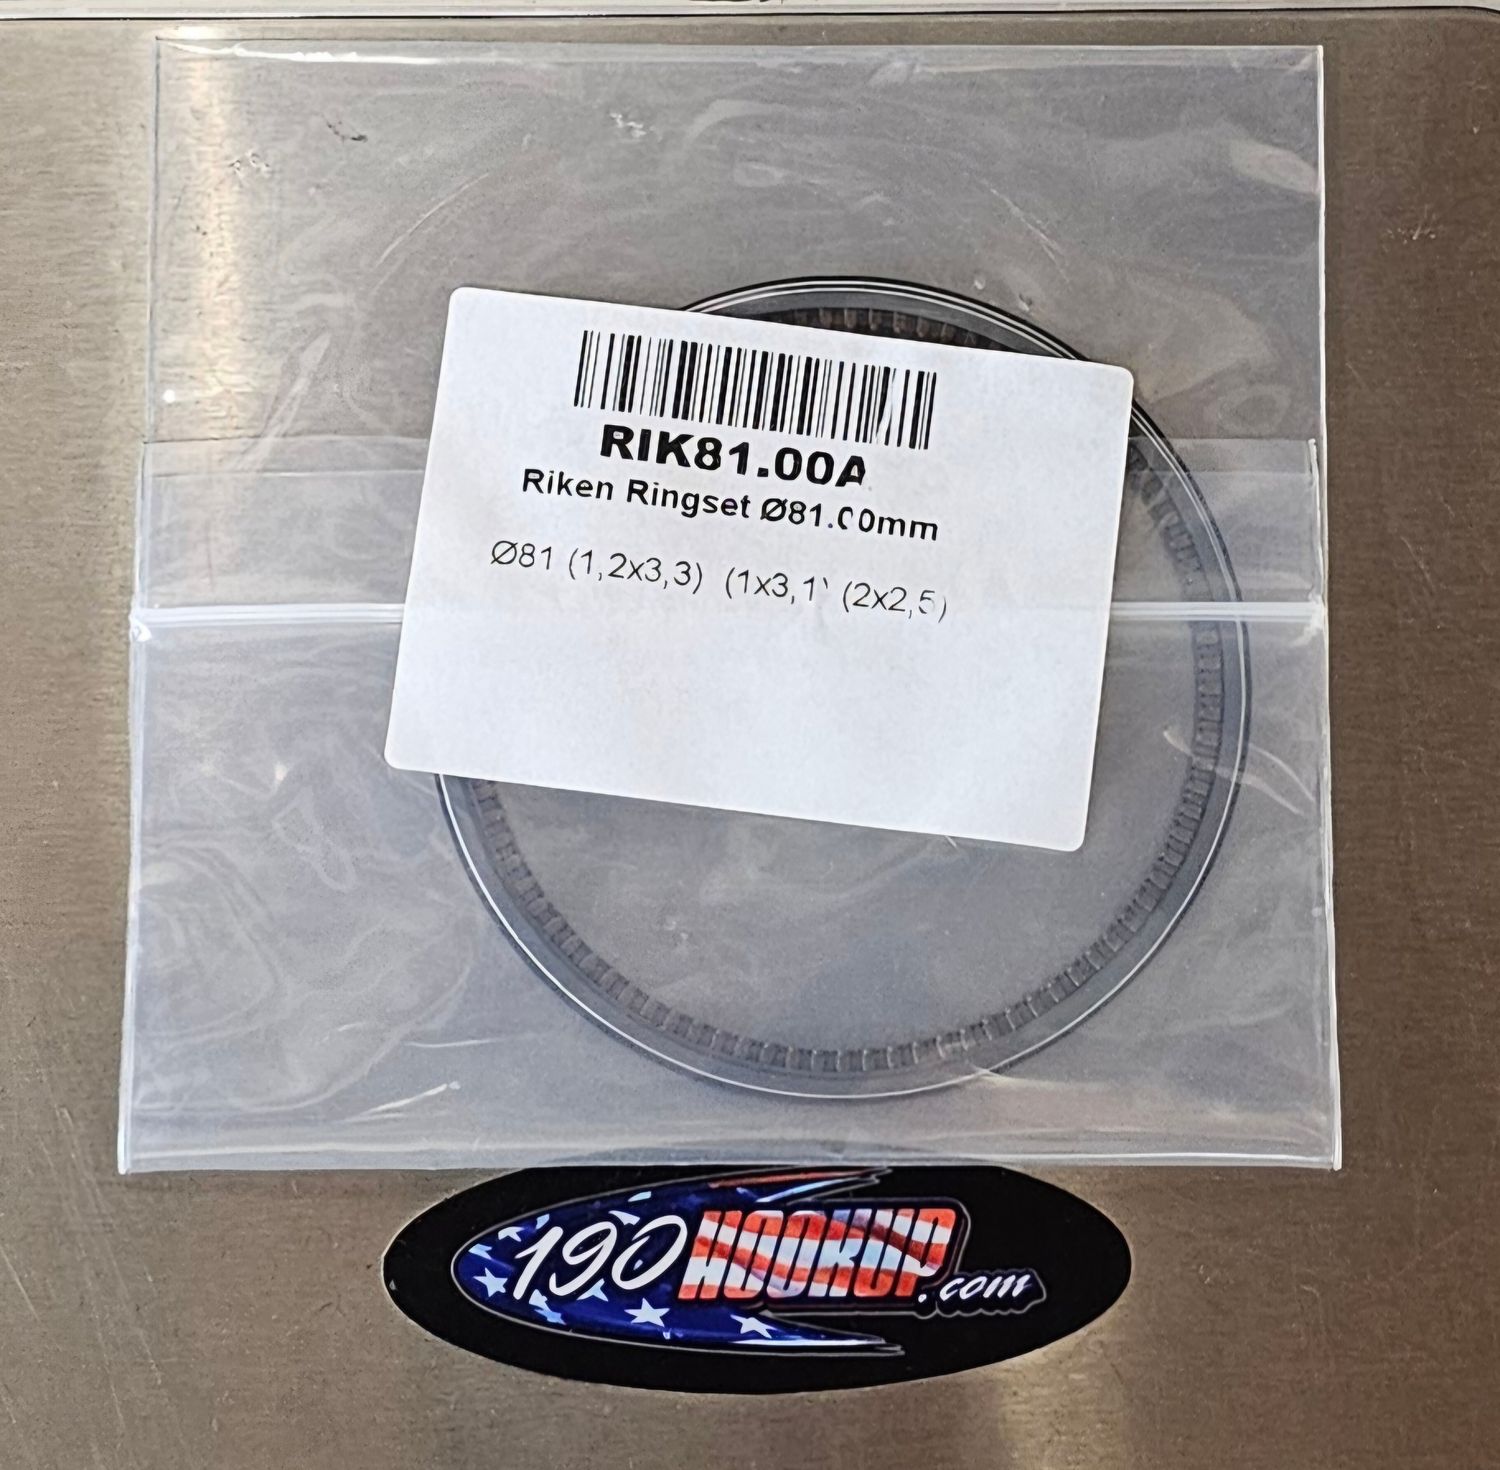 RIK81.00A
Riken Ringset Ø81.00mm
Ø81 (1,2x3,3) (1x3,1) (2x2,5)
190HOOKUP.com